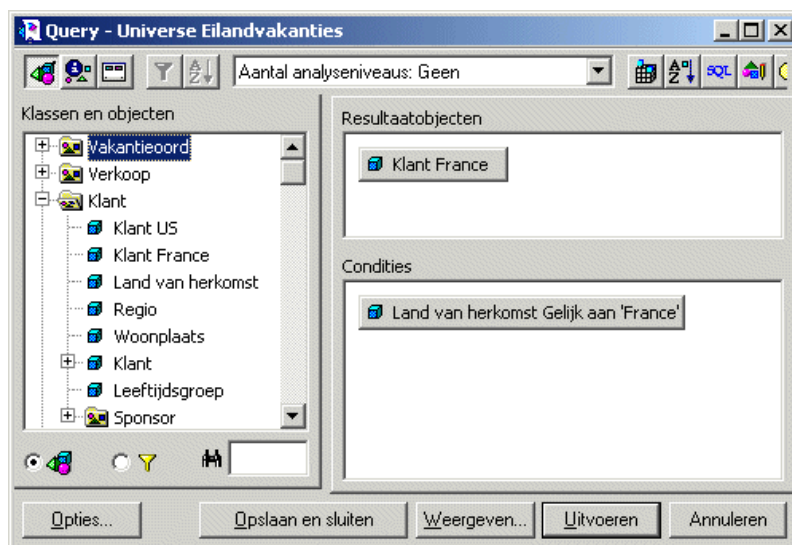 Query - Universe Eilandvakanties
Aantal analyseniveaus: Geen
SQL
Klassen en objecten
Vakantieoord
Verkoop
Klant
Klant US
Klant France
Land van herkomst
Regio
Woonplaats
Klant
Leeftijdsgroep
Sponsor
Resultaatobjecten
Klant France
Condities
Land van herkomst Gelijk aan 'France'
Opties...
Opslaan en sluiten
Weergeven...
Uitvoeren
Annuleren